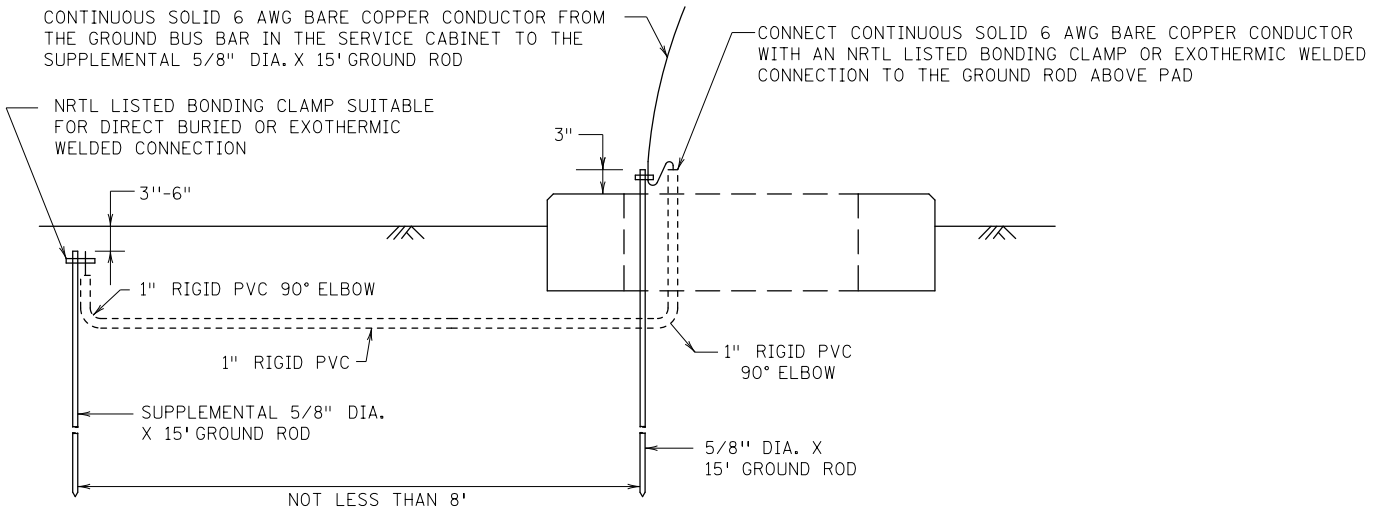 CONTINUOUS SOLID 6 AWG BARE COPPER CONDUCTOR FROM
THE GROUND BUS BAR IN THE SERVICE CABINET TO THE
SUPPLEMENTAL 5/8" DIA. X 15' GROUND ROD
CONNECT CONTINUOUS SOLID 6 AWG BARE COPPER CONDUCTOR
WITH AN NRTL LISTED BONDING CLAMP OR EXOTHERMIC WELDED
CONNECTION TO THE GROUND ROD ABOVE PAD
NRTL LISTED BONDING CLAMP SUITABLE
FOR DIRECT BURIED OR EXOTHERMIC
WELDED CONNECTION
3"
3''-6"
1" RIGID PVC 90° ELBOW
1" RIGID PVC
1" RIGID PVC
90° ELBOW
SUPPLEMENTAL 5/8" DIA.
X 15' GROUND ROD
5/8'' DIA. X
15' GROUND ROD
NOT LESS THAN 8'